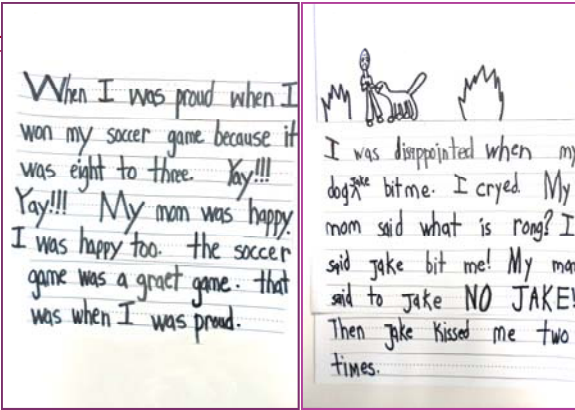 When I was proud when I
won my soccer game because it
was eight to three. Yay!!!
Yay!!! My mom was happy.
I was happy too. the soccer
game was a graet game. that
was when I was proud.
I was disappointed when my
dog jake bit me. I cryed. My
mom said what is rong? I
said jake bit me! My mom
said to jake NO JAKE!
Then jake kissed me two
times.